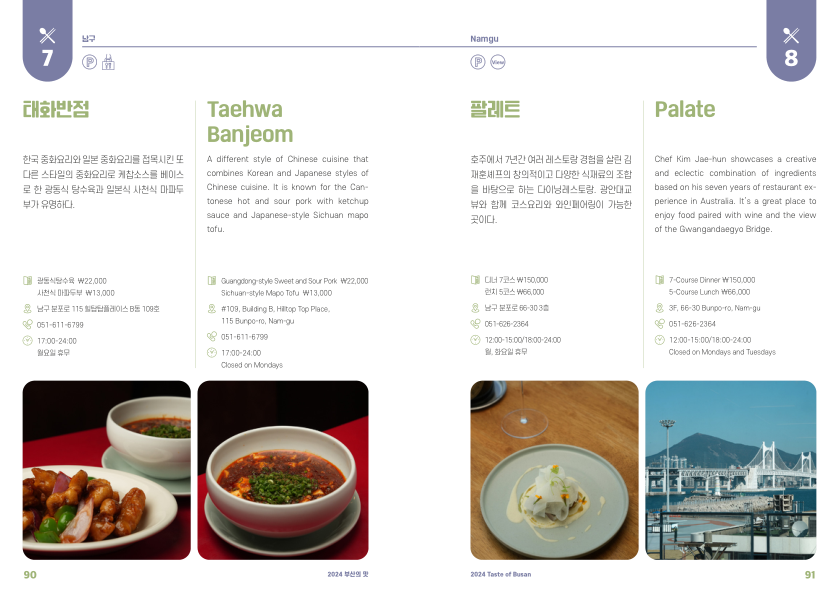 7
남구
태화반점
한국 중화요리와 일본 중화요리를 접목시킨 또
다른 스타일의 중화요리로 케찹소스를 베이스
로 한 광동식 탕수육과 일본식 사천식 마파두
부가 유명하다.
광동식탕수육 ₩22,000
사천식 마파두부 ₩13,000
남구 분포로 115 힐탑탑플레이스 B동 109호
051-611-6799
17:00-24:00
월요일 휴무
Taehwa
Banjeom
A different style of Chinese cuisine that
combines Korean and Japanese styles of
Chinese cuisine. It is known for the Can-
tonese hot and sour pork with ketchup
sauce and Japanese-style Sichuan mapo
tofu.
Guangdong-style Sweet and Sour Pork ₩22,000
Sichuan-style Mapo Tofu ₩13,000
#109, Building B, Hilltop Top Place,
115 Bunpo-ro, Nam-gu
051-611-6799
17:00-24:00
Closed on Mondays
90
2024 부산의 맛
Namgu
8
View
팔레트
호주에서 7년간 여러 레스토랑 경험을 살린 김
재훈셰프의 창의적이고 다양한 식재료의 조합
을 바탕으로 하는 다이닝레스토랑. 광안대교
뷰와 함께 코스요리와 와인페어링이 가능한
곳이다.
디너 7코스 ₩150,000
런치 5코스 ₩66,000
남구 분포로 66-30 3층
051-626-2364
12:00-15:00/18:00-24:00
월, 화요일 휴무
Palate
Chef Kim Jae-hun showcases a creative
and eclectic combination of ingredients
based on his seven years of restaurant ex-
perience in Australia. It's a great place to
enjoy food paired with wine and the view
of the Gwangandaegyo Bridge.
7-Course Dinner ₩150,000
5-Course Lunch ₩66,000
3F, 66-30 Bunpo-ro, Nam-gu
051-626-2364
12:00-15:00/18:00-24:00
Closed on Mondays and Tuesdays
2024 Taste of Busan
91